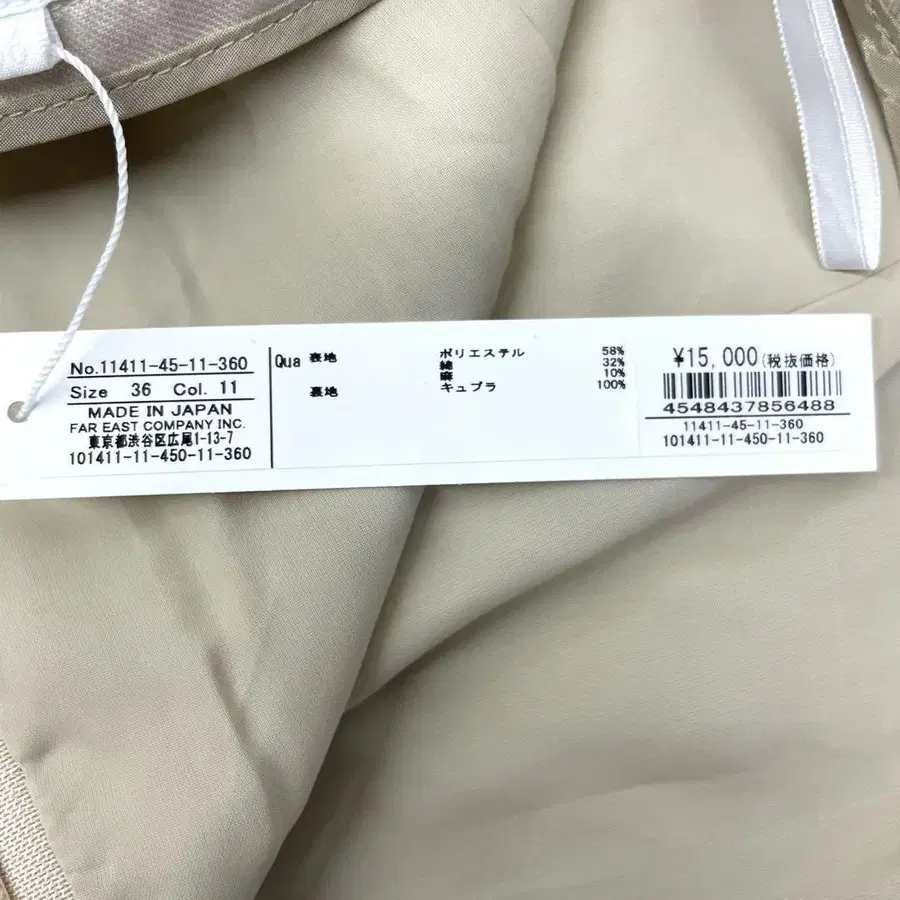 No.11411-45-11-360
Size 36 Col. 11
MADE IN JAPAN
FAR EAST COMPANY INC.
東京都渋谷区広尾1-13-7
101411-11-450-11-360
Qua 表地 ポリエステル 58%
綿 32%
麻 10%
裏地 キュプラ 100%
¥15,000(税抜価格)
4548437856488
11411-45-11-360
101411-11-450-11-360